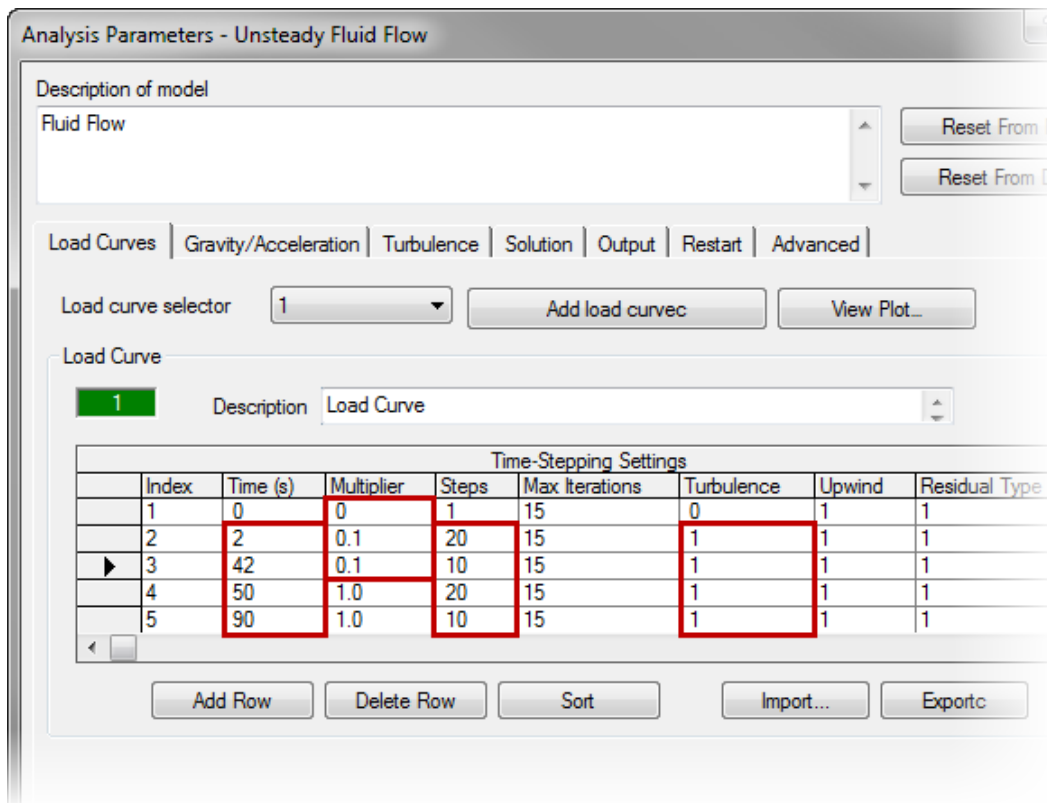 Analysis Parameters - Unsteady Fluid Flow
Description of model
Fluid Flow
Reset From
Reset From
Load Curves Gravity/Acceleration Turbulence Solution Output Restart Advanced
Load curve selector 1 Add load curvec View Plot...
Load Curve
1 Description Load Curve
Time-Stepping Settings
Index Time (s) Multiplier Steps Max Iterations Turbulence Upwind Residual Type
1 0 0 1 15 0 1 1
2 2 0.1 20 15 1 1 1
3 42 0.1 10 15 1 1 1
4 50 1.0 20 15 1 1 1
5 90 1.0 10 15 1 1 1
Add Row Delete Row Sort Import... Exportc